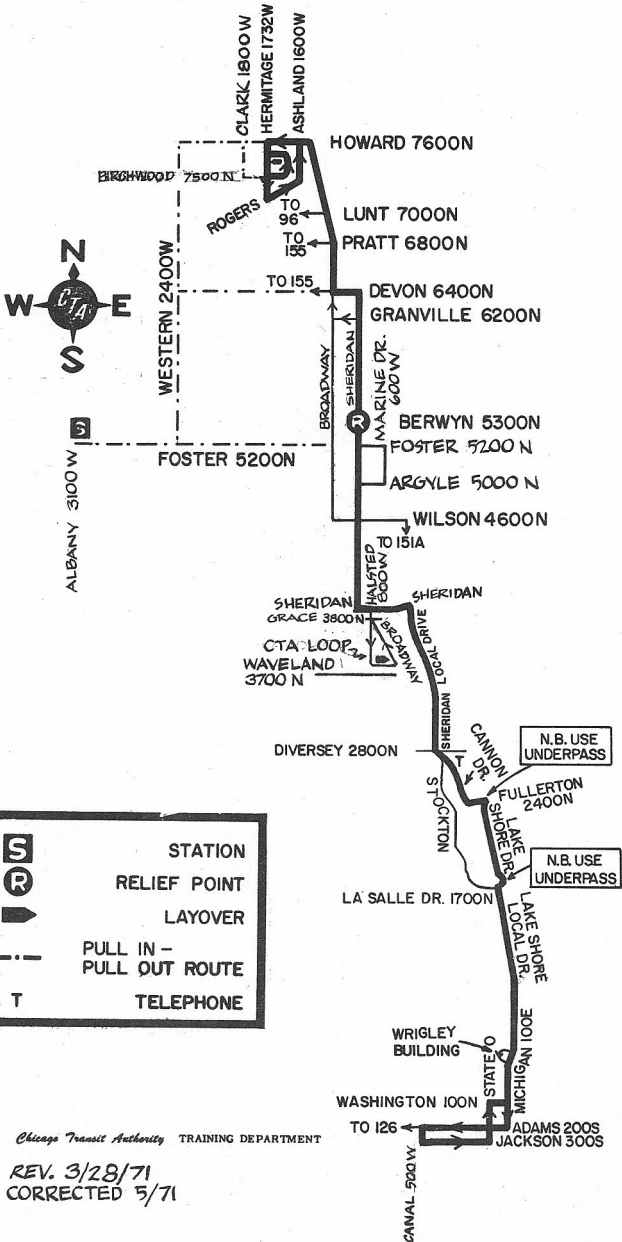 CLARK 1800W
HERMITAGE 1732W
ASHLAND 1600W
HOWARD 7600N
BIRCHWOOD 7500N
ROGERS
TO
96
LUNT 7000N
TO
155
PRATT 6800N
N
W
CTA
E
S
WESTERN 2400W
TO 155
DEVON 6400N
GRANVILLE 6200N
BROADWAY
SHERIDAN
MARINE DR.
600 W
S
R
BERWYN 5300N
FOSTER 5200 N
FOSTER 5200N
ALBANY 3100 W
ARGYLE 5000 N
WILSON 4600N
TO 151A
HALSTED
800W
SHERIDAN
SHERIDAN
GRACE 3800N
BROADWAY
LOCAL DRIVE
CTA LOOP
WAVELAND
3700 N
SHERIDAN
DIVERSEY 2800N
T
CANNON
DR.
N.B. USE
UNDERPASS
STOCKTON
FULLERTON
2400N
LAKE
SHORE DR.
N.B. USE
UNDERPASS
LA SALLE DR. 1700N
LAKE SHORE
LOCAL DR.
S STATION
R RELIEF POINT
LAYOVER
PULL IN –
PULL OUT ROUTE
T TELEPHONE
WRIGLEY
BUILDING
STATE 0
MICHIGAN 100E
WASHINGTON 100N
TO 126
ADAMS 200S
JACKSON 300S
CANAL 500W
Chicago Transit Authority TRAINING DEPARTMENT
REV. 3/28/71
CORRECTED 5/71